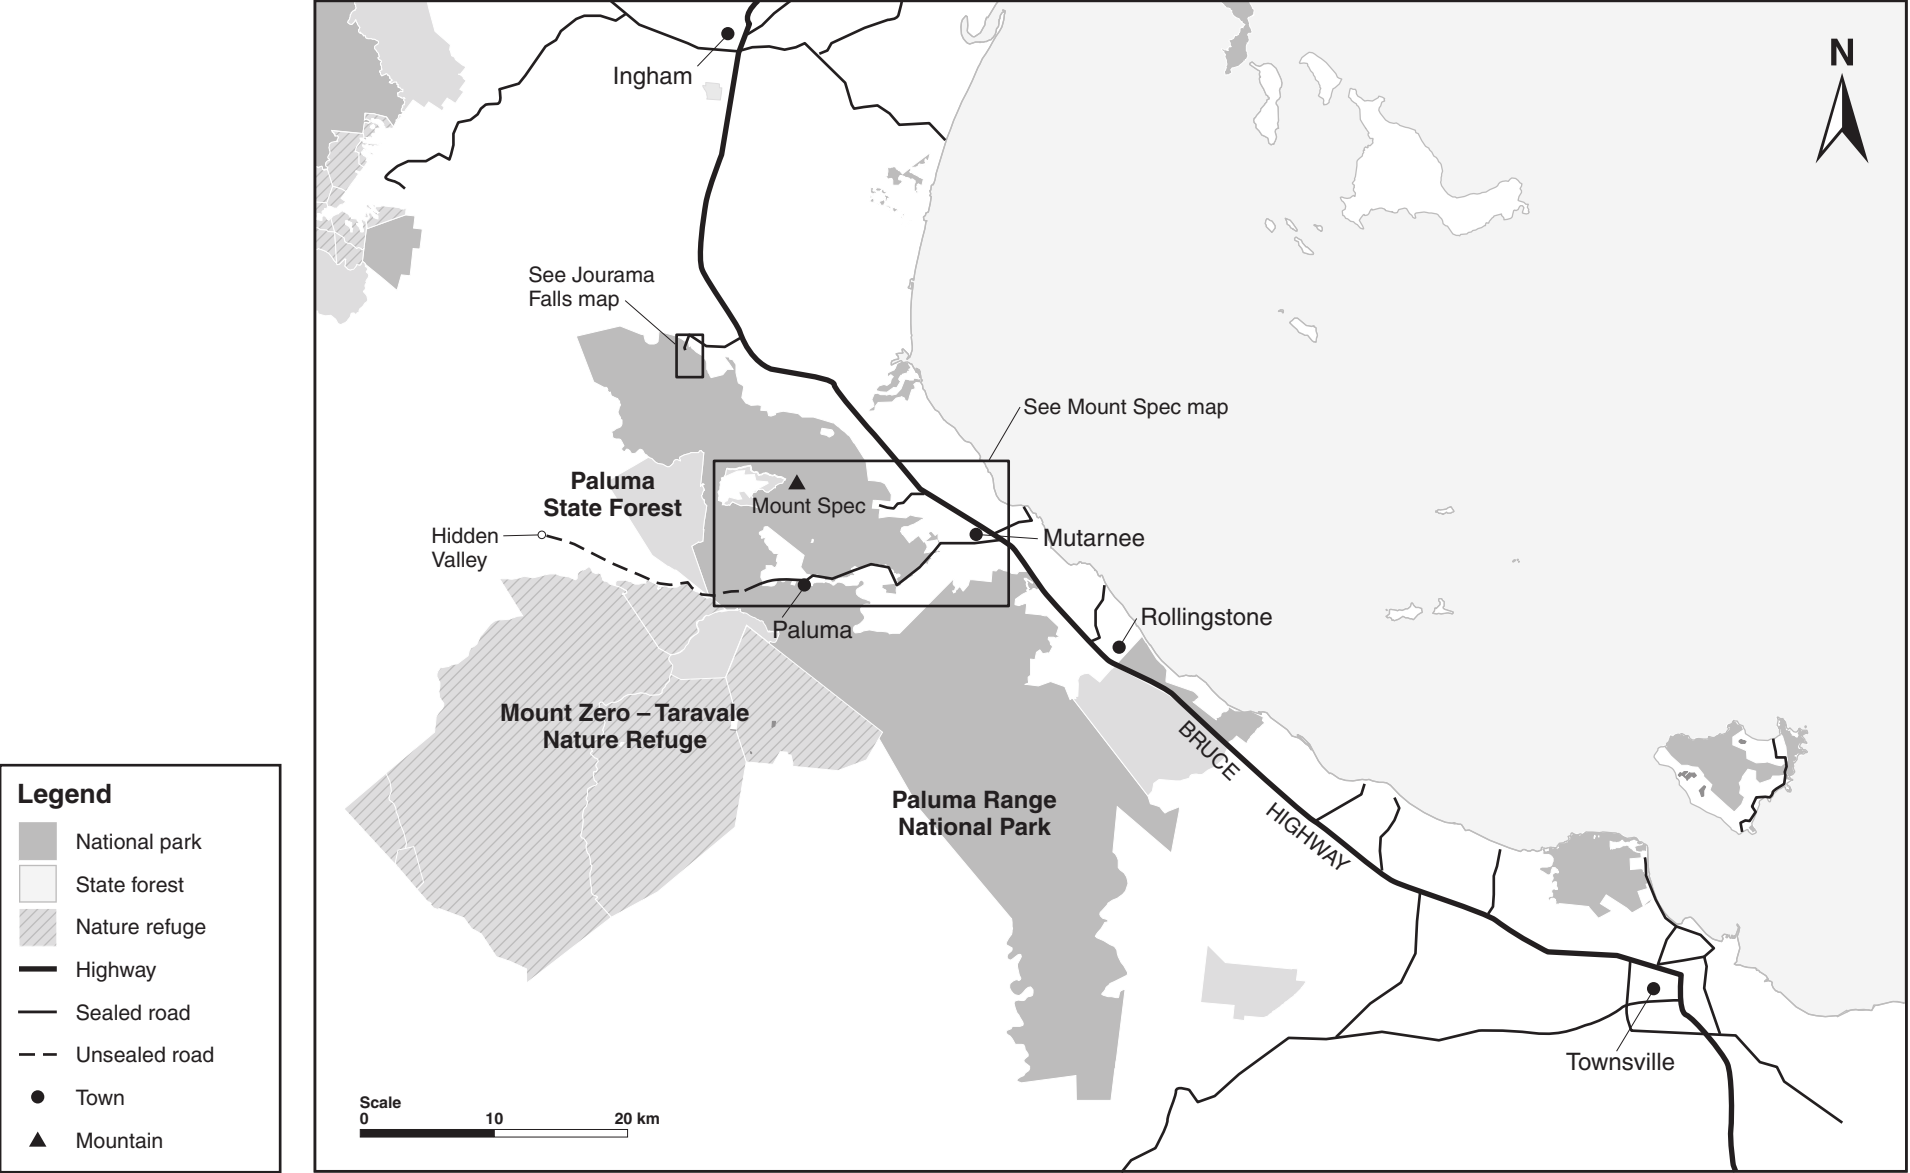 N
Ingham
See Jourama
Falls map
See Mount Spec map
Paluma
State Forest
Mount Spec
Hidden
Valley
Mutarnee
Paluma
Rollingstone
Mount Zero – Taravale
Nature Refuge
BRUCE
HIGHWAY
Paluma Range
National Park
Townsville
Legend
National park
State forest
Nature refuge
Highway
Sealed road
Unsealed road
Town
Mountain
Scale
0 10 20 km